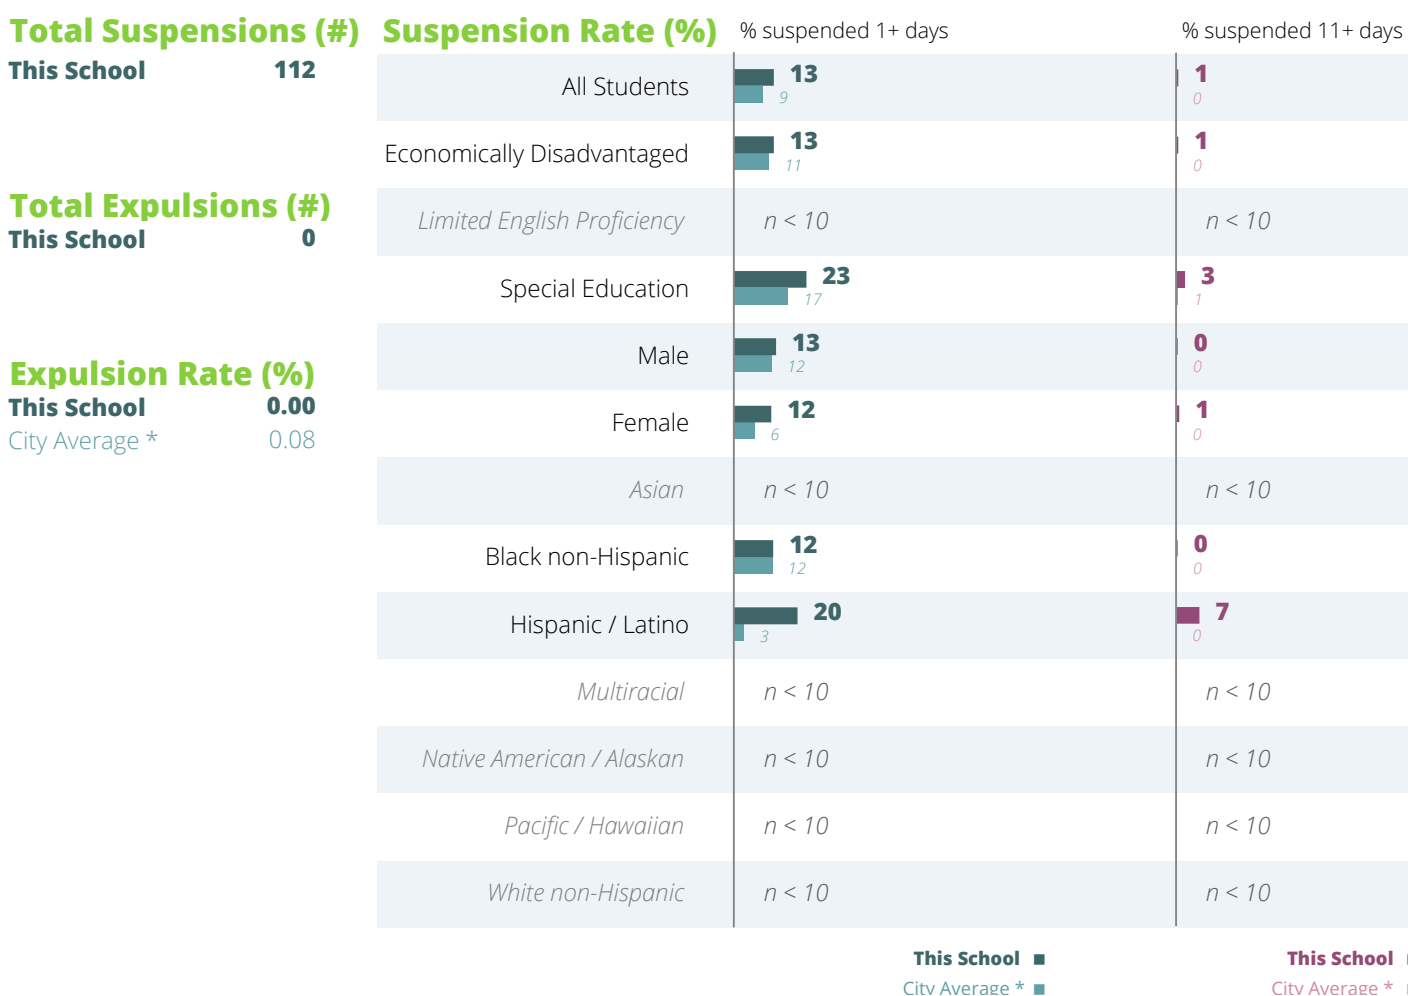 Total Suspensions (#)
This School 112
Total Expulsions (#)
This School 0
Expulsion Rate (%)
This School 0.00
City Average * 0.08
Suspension Rate (%) % suspended 1+ days % suspended 11+ days
All Students 13 1
9 0
Economically Disadvantaged 13 1
11 0
Limited English Proficiency n < 10 n < 10
Special Education 23 3
17 1
Male 13 0
12 0
Female 12 1
6 0
Asian n < 10 n < 10
Black non-Hispanic 12 0
12 0
Hispanic / Latino 20 7
3 0
Multiracial n < 10 n < 10
Native American / Alaskan n < 10 n < 10
Pacific / Hawaiian n < 10 n < 10
White non-Hispanic n < 10 n < 10
This School This School
City Average * City Average *